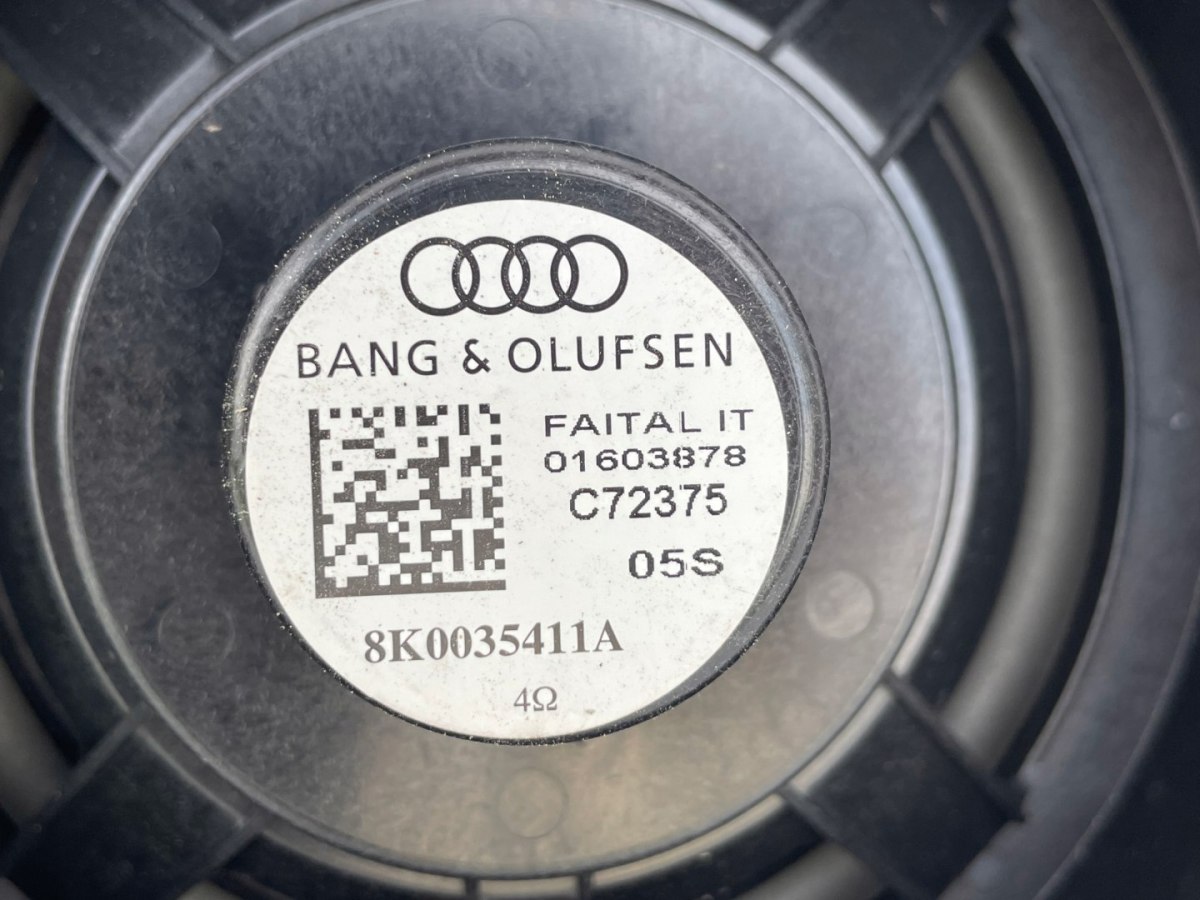 BANG & OLUFSEN
FAITAL IT
01603878
C72375
05S
8K0035411A
4Ω